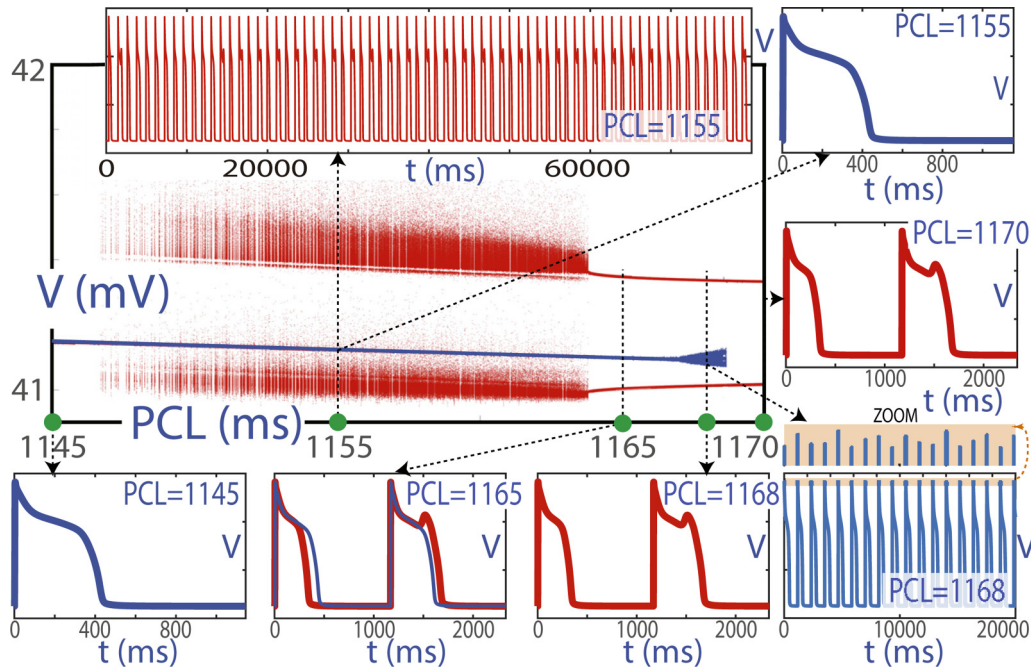 42
V
PCL=1155
0
20000
60000
t (ms)
PCL=1155
V
0
400
800
t (ms)
V (mV)
PCL=1170
V
0
1000
2000
t (ms)
41
PCL (ms)
1145
1155
1165
1170
ZOOM
PCL=1145
V
0
400
800
t (ms)
PCL=1165
V
0
1000
2000
t (ms)
PCL=1168
V
0
1000
2000
t (ms)
V
PCL=1168
0
10000
20000
t (ms)